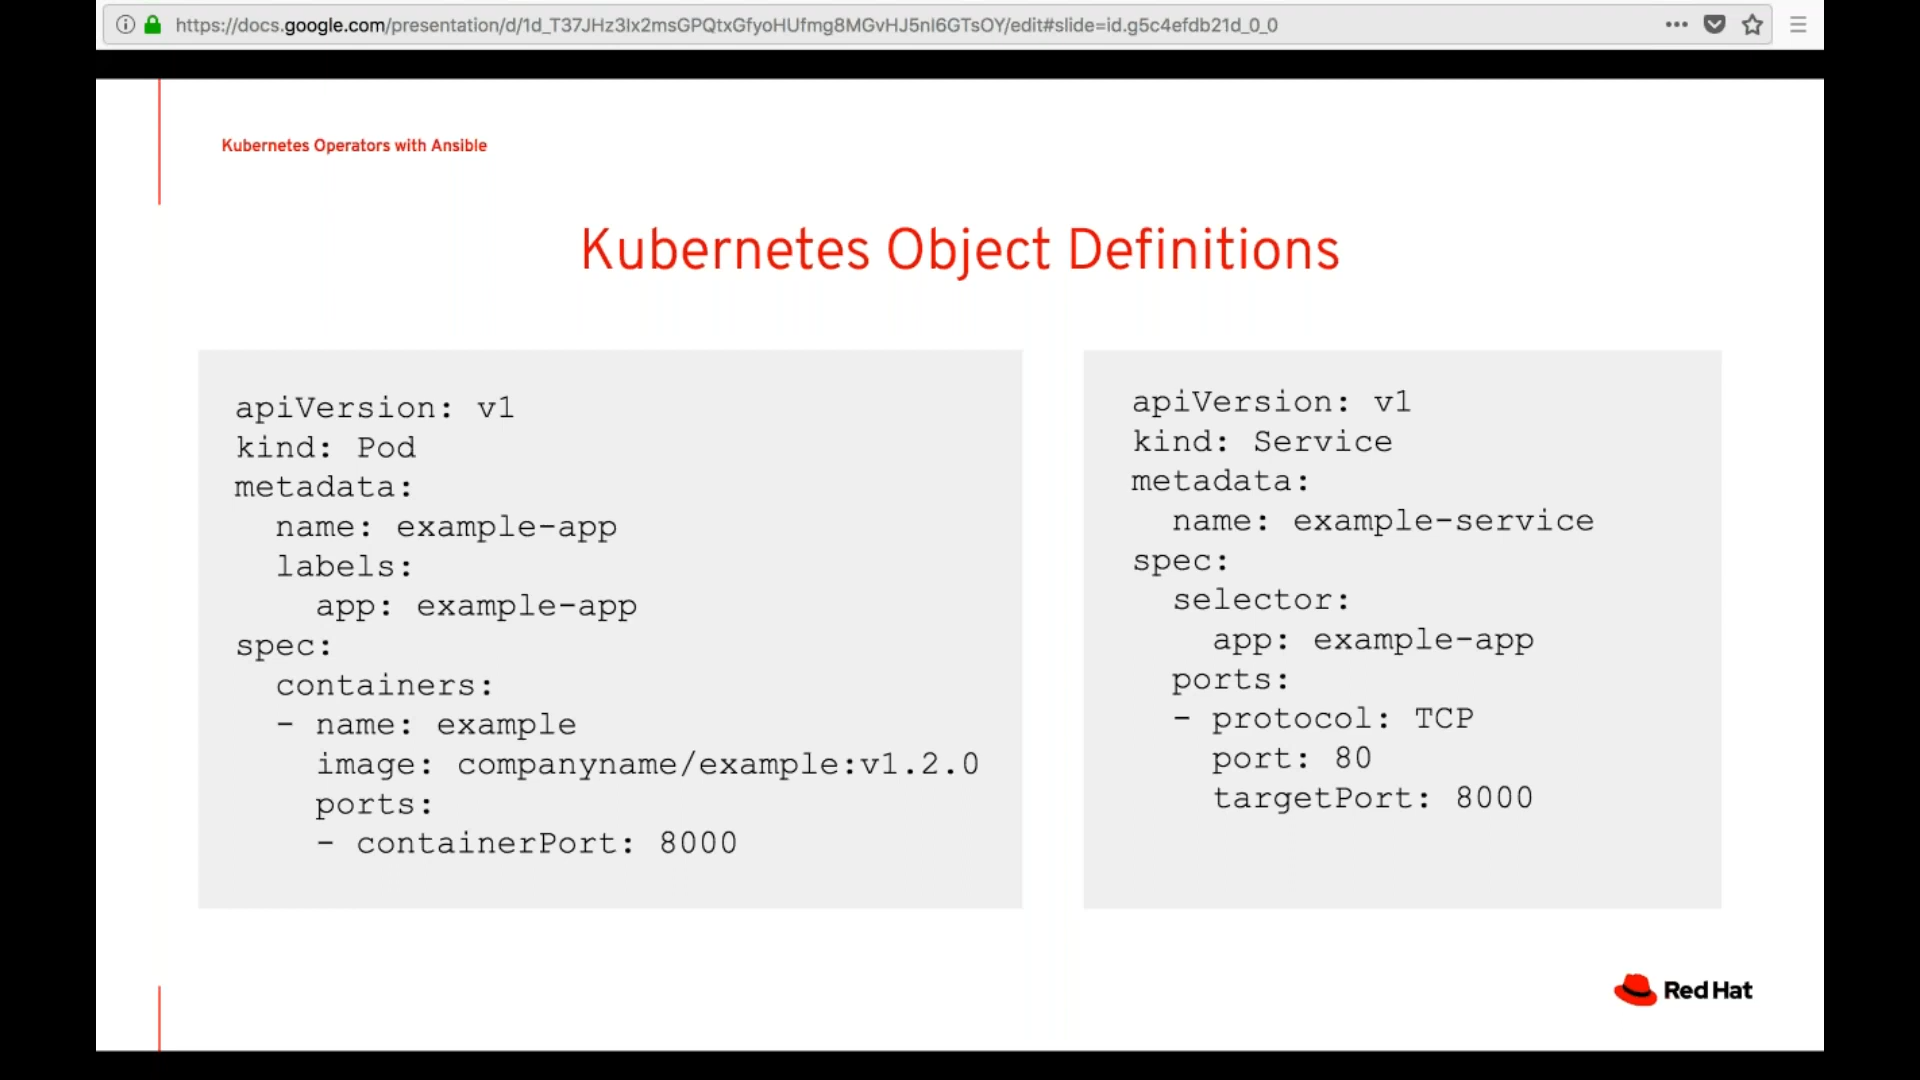 https://docs.google.com/presentation/d/1d_T37JHz3Ix2msGPQtxGfyoHUfmg8MGvHJ5nI6GTsOY/edit#slide=id.g5c4efdb21d_0_0
Kubernetes Operators with Ansible
Kubernetes Object Definitions
apiVersion: v1
kind: Pod
metadata:
  name: example-app
  labels:
    app: example-app
spec:
  containers:
  - name: example
    image: companyname/example:v1.2.0
    ports:
    - containerPort: 8000
apiVersion: v1
kind: Service
metadata:
  name: example-service
spec:
  selector:
    app: example-app
  ports:
  - protocol: TCP
    port: 80
    targetPort: 8000
Red Hat